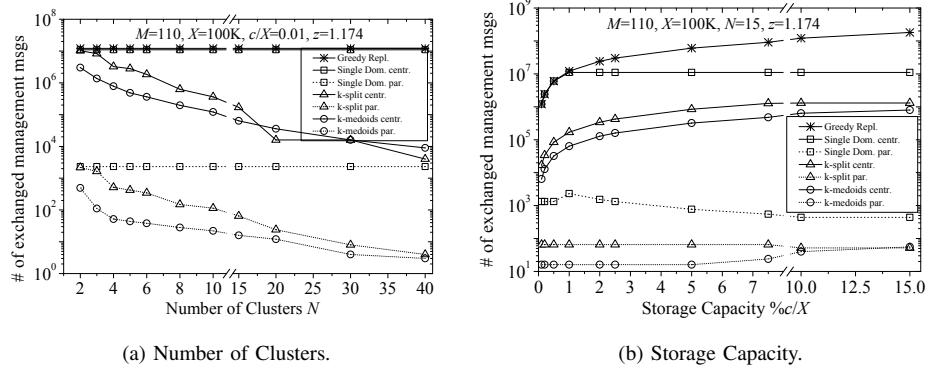 M=110, X=100K, c/X=0.01, z=1.174
Greedy Repl.
Single Dom. centr.
Single Dom. par.
k-split centr.
k-split par.
k-medoids centr.
k-medoids par.
# of exchanged management msgs
10^8
10^6
10^4
10^2
10^0
2 4 6 8 10 15 20 30 40
Number of Clusters N
(a) Number of Clusters.
M=110, X=100K, N=15, z=1.174
Greedy Repl.
Single Dom. centr.
Single Dom. par.
k-split centr.
k-split par.
k-medoids centr.
k-medoids par.
# of exchanged management msgs
10^9
10^7
10^5
10^3
10^1
0 1 2 3 4 5 6 7 8 10.0 12.5 15.0
Storage Capacity %c/X
(b) Storage Capacity.